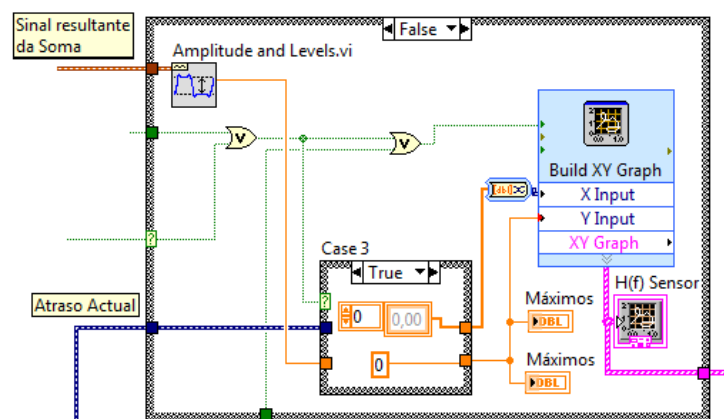 Sinal resultante
da Soma
False
Amplitude and Levels.vi
V
V
Build XY Graph
X Input
Y Input
XY Graph
?
Case 3
True
H(f) Sensor
Atraso Actual
?
0
0,00
0
Máximos
DBL
Máximos
DBL